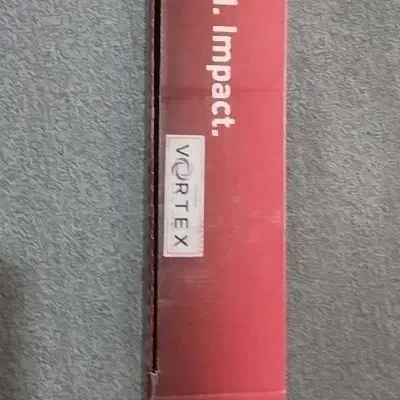 . Impact.
VORTEX